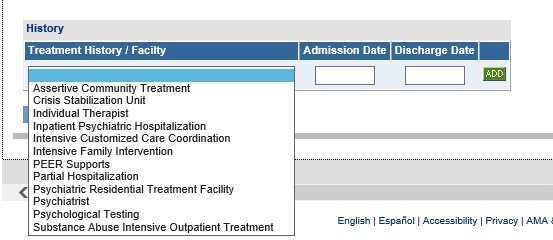 History
Treatment History / Facilty Admission Date Discharge Date
ADD
Assertive Community Treatment
Crisis Stabilization Unit
Individual Therapist
Inpatient Psychiatric Hospitalization
Intensive Customized Care Coordination
Intensive Family Intervention
PEER Supports
Partial Hospitalization
Psychiatric Residential Treatment Facility
Psychiatrist
Psychological Testing
Substance Abuse Intensive Outpatient Treatment
English | Español | Accessibility | Privacy | AMA